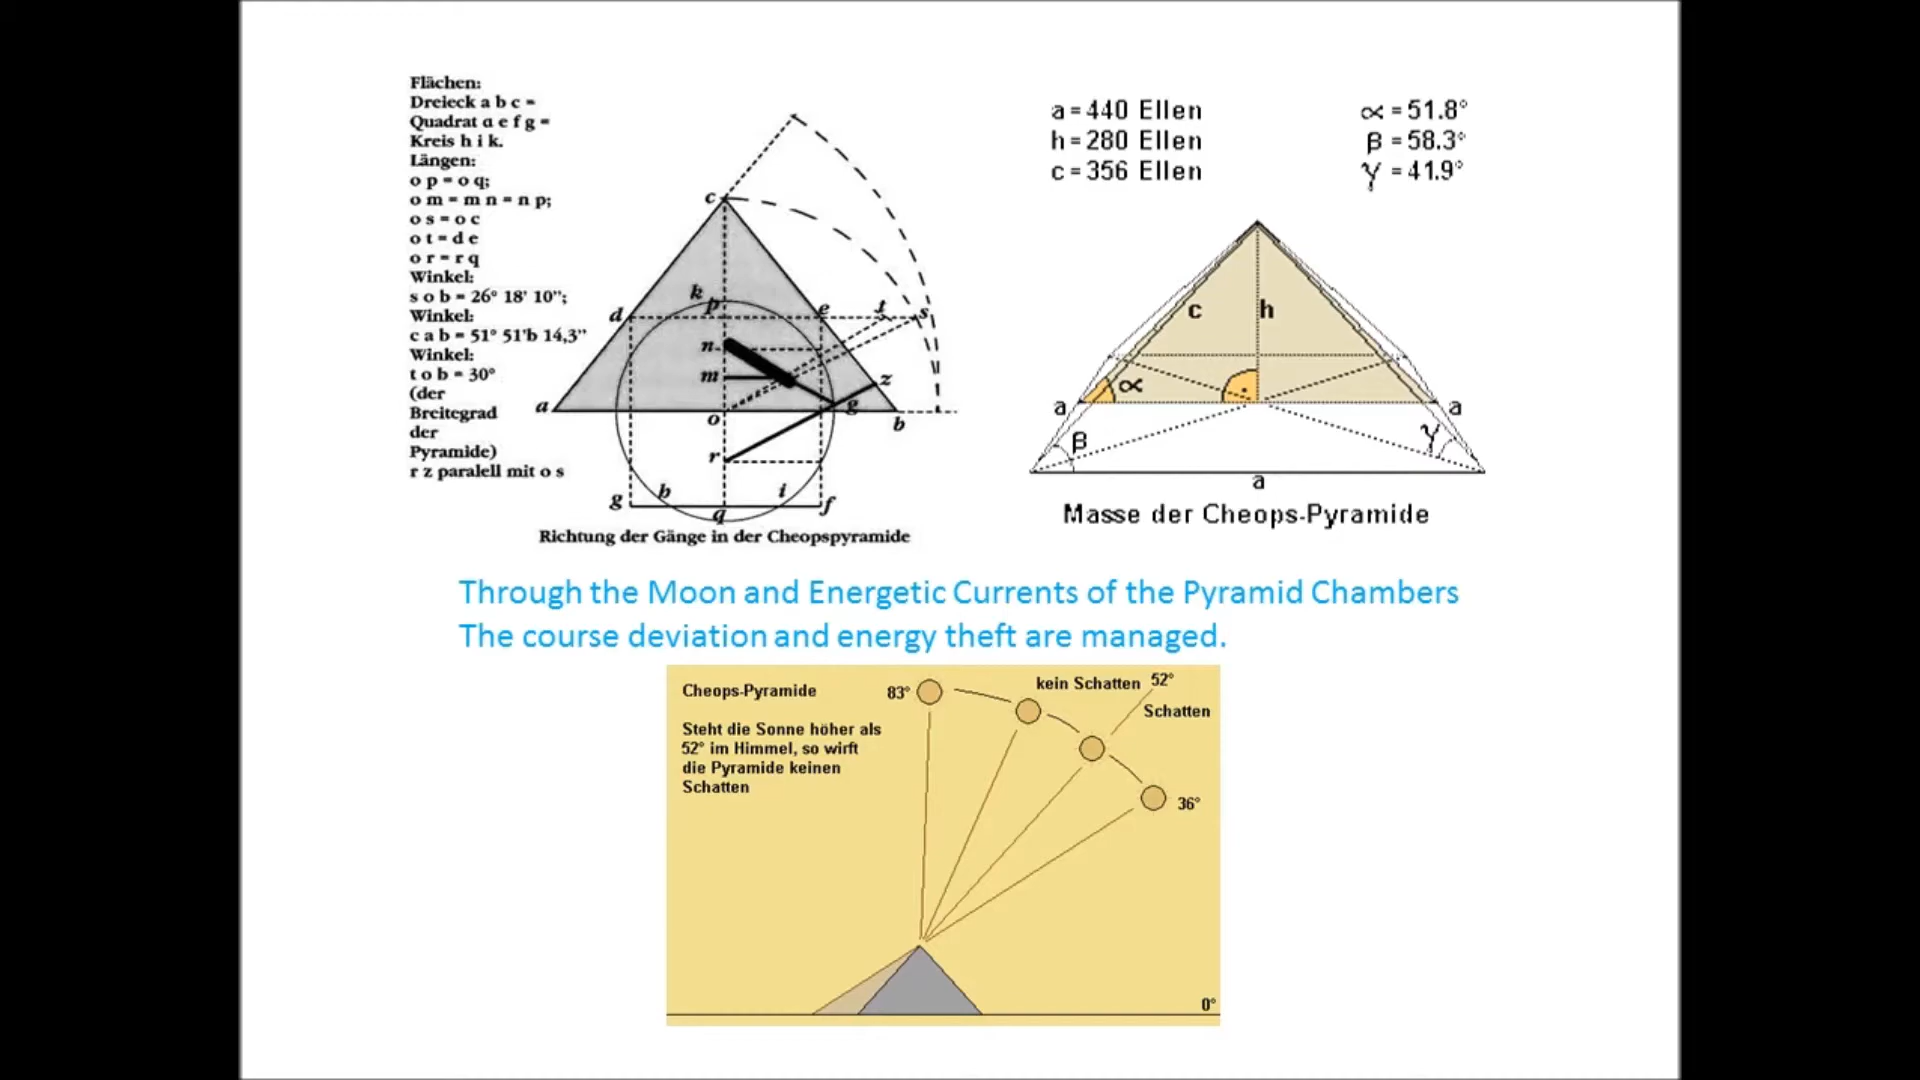 Flächen:
Dreieck a b c =
Quadrat a e f g =
Kreis h i k.
Längen:
o p = o q;
o m = m n = n p;
o s = o c
o t = d e
o r = r q
Winkel:
s o b = 26° 18' 10";
Winkel:
c a b = 51° 51'b 14,3"
Winkel:
t o b = 30°
(der
Breitegrad
der
Pyramide)
r z paralell mit o s
c
k
p
d
e
t
s
n
m
z
a
o
g
b
r
g
h
i
f
q
Richtung der Gänge in der Cheopspyramide
a = 440 Ellen
h = 280 Ellen
c = 356 Ellen
∝ = 51.8°
β = 58.3°
γ = 41.9°
c
h
∝
a
a
β
γ
a
Masse der Cheops-Pyramide
Through the Moon and Energetic Currents of the Pyramid Chambers
The course deviation and energy theft are managed.
Cheops-Pyramide
83°
kein Schatten
52°
Schatten
Steht die Sonne höher als
52° im Himmel, so wirft
die Pyramide keinen
Schatten
36°
0°